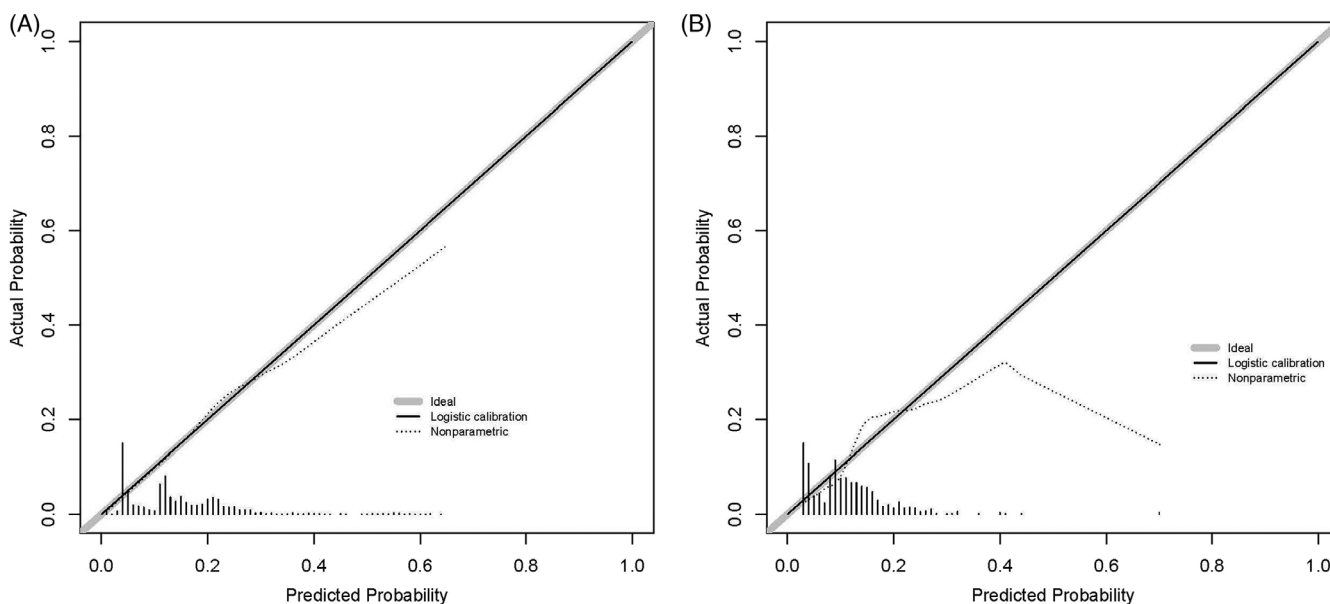 (A)
1.0
0.8
0.6
0.4
0.2
0.0
Actual Probability
Ideal
Logistic calibration
Nonparametric
0.0 0.2 0.4 0.6 0.8 1.0
Predicted Probability
(B)
1.0
0.8
0.6
0.4
0.2
0.0
Actual Probability
Ideal
Logistic calibration
Nonparametric
0.0 0.2 0.4 0.6 0.8 1.0
Predicted Probability